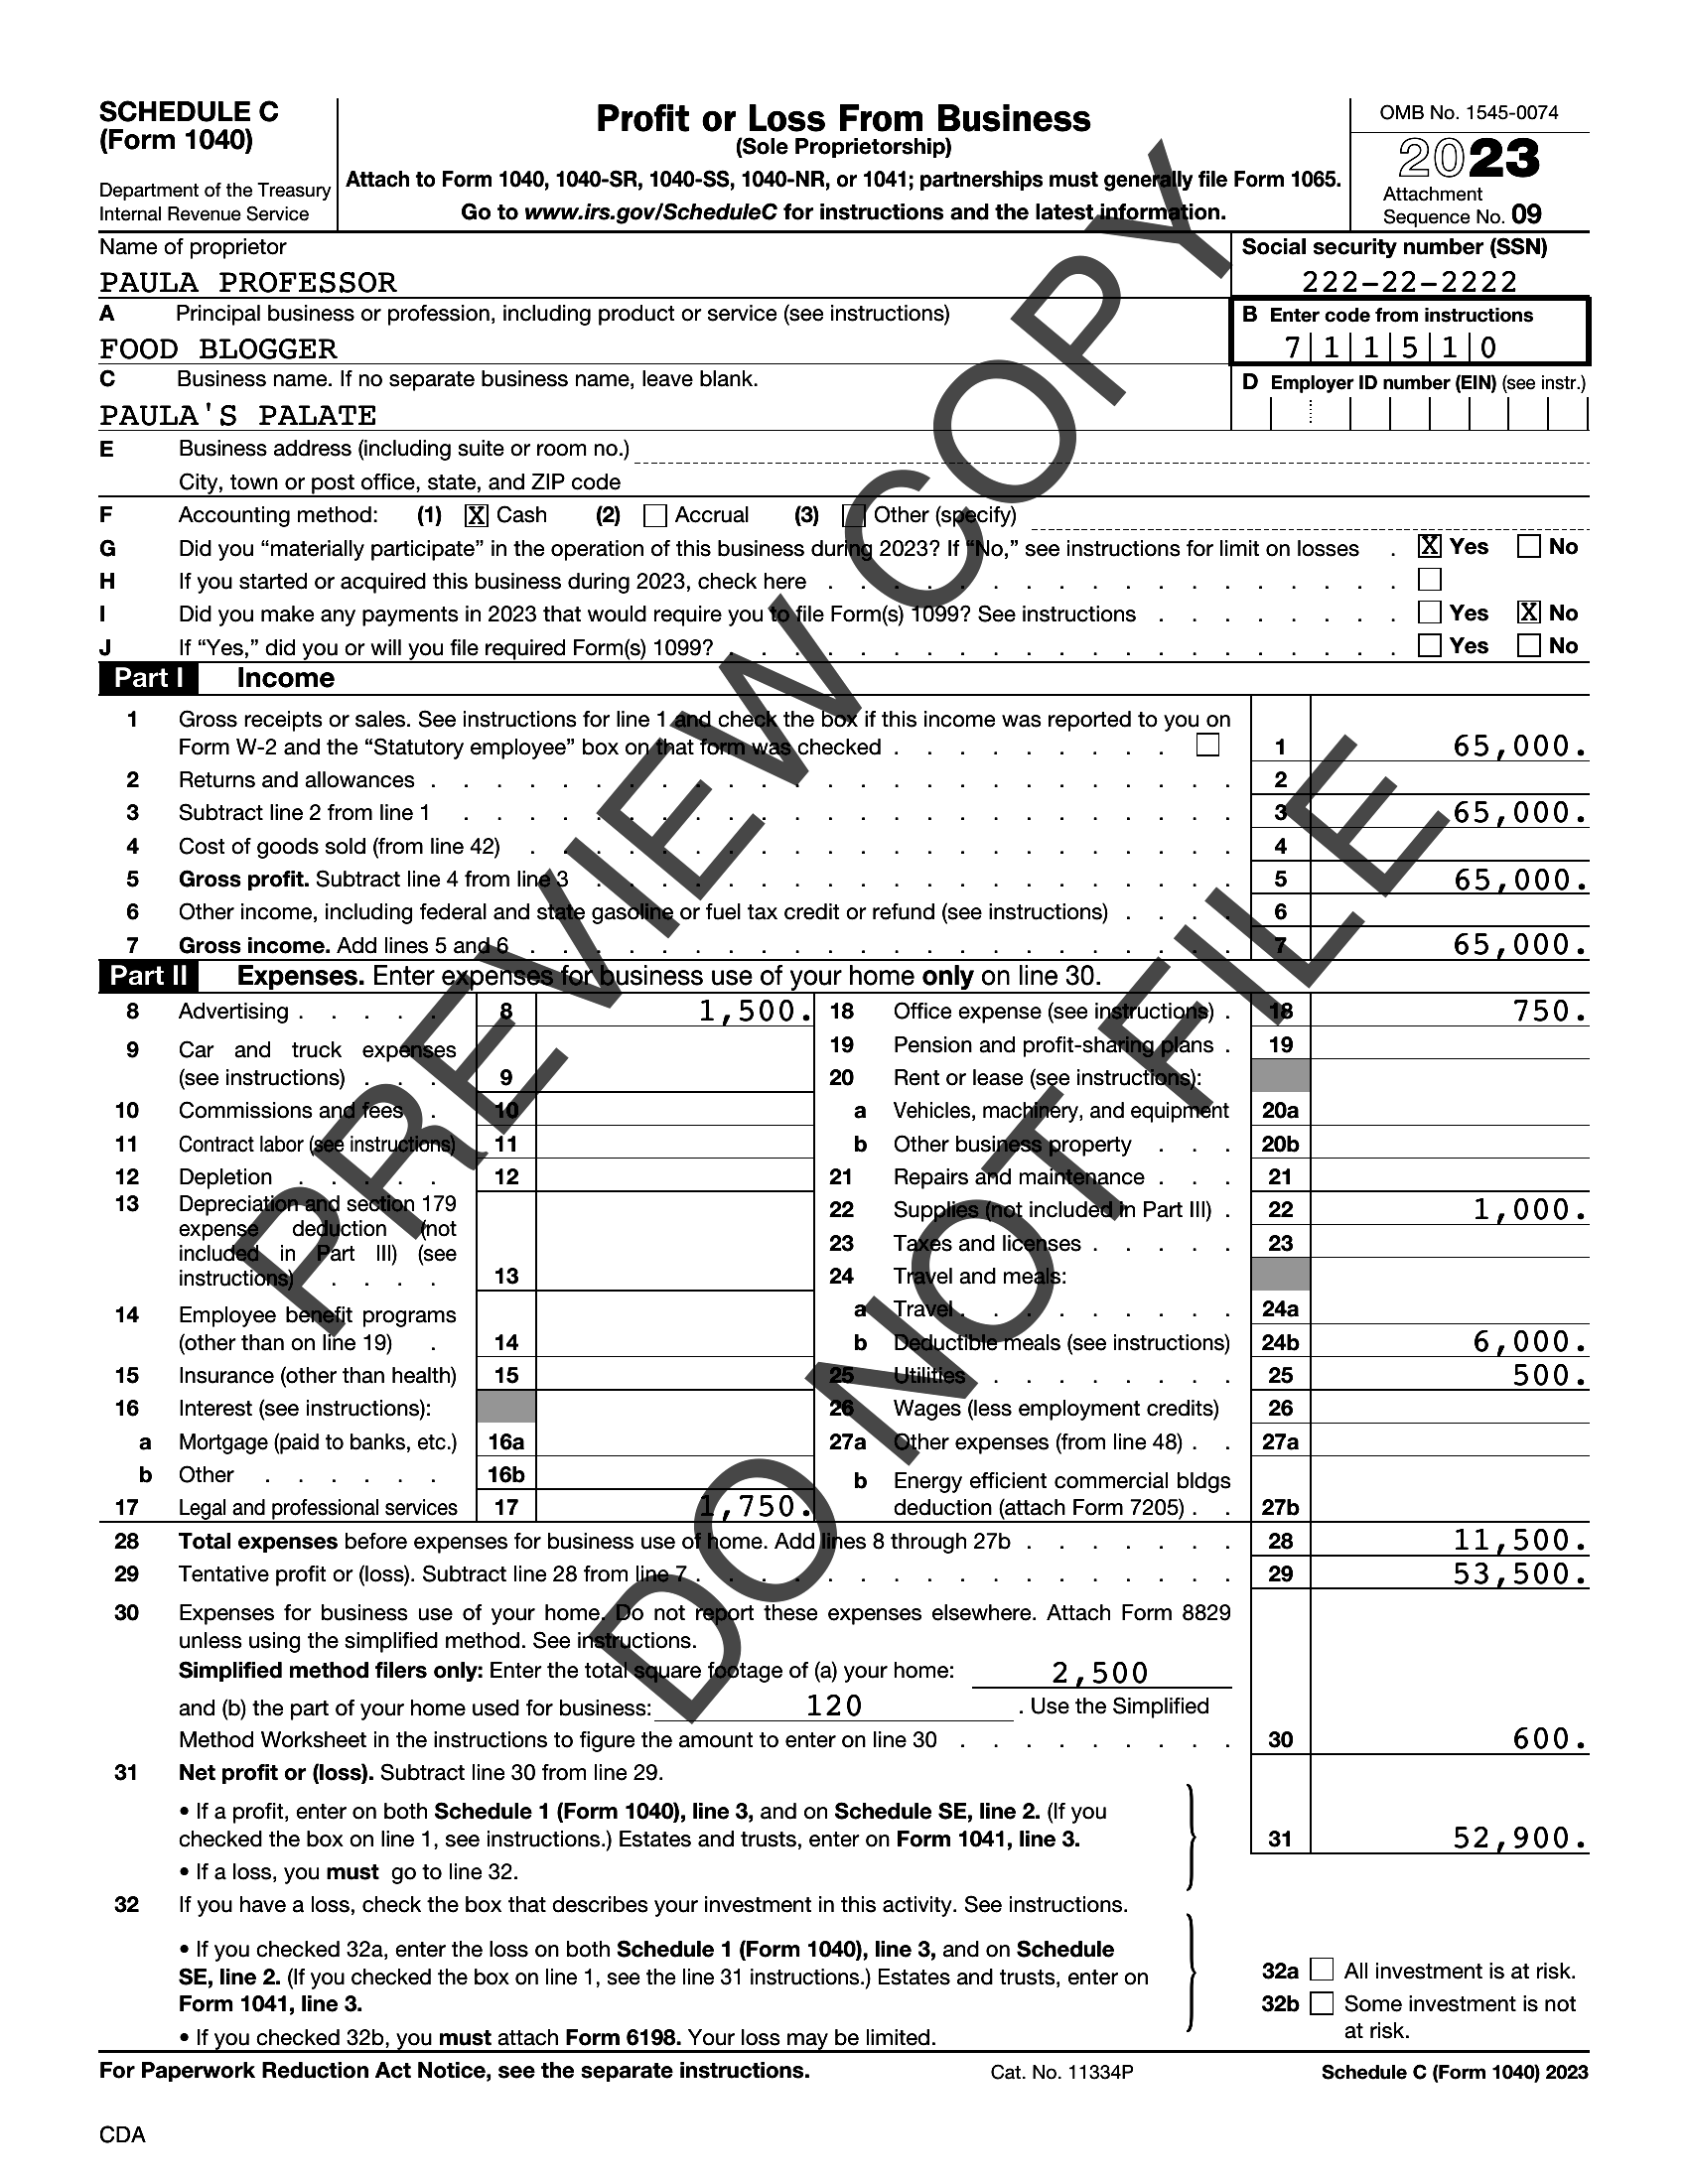 SCHEDULE C
(Form 1040)
Department of the Treasury
Internal Revenue Service
Profit or Loss From Business
(Sole Proprietorship)
Attach to Form 1040, 1040-SR, 1040-SS, 1040-NR, or 1041; partnerships must generally file Form 1065.
Go to www.irs.gov/ScheduleC for instructions and the latest information.
OMB No. 1545-0074
2023
Attachment
Sequence No. 09
Name of proprietor
PAULA PROFESSOR
Social security number (SSN)
222-22-2222
A Principal business or profession, including product or service (see instructions)
FOOD BLOGGER
B Enter code from instructions
7 1 1 5 1 0
C Business name. If no separate business name, leave blank.
PAULA'S PALATE
D Employer ID number (EIN) (see instr.)
E Business address (including suite or room no.)
City, town or post office, state, and ZIP code
F Accounting method: (1) X Cash (2) Accrual (3) Other (specify)
G Did you “materially participate” in the operation of this business during 2023? If “No,” see instructions for limit on losses . X Yes No
H If you started or acquired this business during 2023, check here
I Did you make any payments in 2023 that would require you to file Form(s) 1099? See instructions Yes X No
J If “Yes,” did you or will you file required Form(s) 1099? Yes No
Part I Income
1 Gross receipts or sales. See instructions for line 1 and check the box if this income was reported to you on
Form W-2 and the “Statutory employee” box on that form was checked 1 65,000.
2 Returns and allowances 2
3 Subtract line 2 from line 1 3 65,000.
4 Cost of goods sold (from line 42) 4
5 Gross profit. Subtract line 4 from line 3 5 65,000.
6 Other income, including federal and state gasoline or fuel tax credit or refund (see instructions) 6
7 Gross income. Add lines 5 and 6 7 65,000.
Part II Expenses. Enter expenses for business use of your home only on line 30.
8 Advertising 8 1,500.
9 Car and truck expenses
(see instructions) 9
10 Commissions and fees 10
11 Contract labor (see instructions) 11
12 Depletion 12
13 Depreciation and section 179
expense deduction (not
included in Part III) (see
instructions) 13
14 Employee benefit programs
(other than on line 19) 14
15 Insurance (other than health) 15
16 Interest (see instructions):
a Mortgage (paid to banks, etc.) 16a
b Other 16b
17 Legal and professional services 17 1,750.
18 Office expense (see instructions) 18 750.
19 Pension and profit-sharing plans 19
20 Rent or lease (see instructions):
a Vehicles, machinery, and equipment 20a
b Other business property 20b
21 Repairs and maintenance 21
22 Supplies (not included in Part III) 22 1,000.
23 Taxes and licenses 23
24 Travel and meals:
a Travel 24a
b Deductible meals (see instructions) 24b 6,000.
25 Utilities 25 500.
26 Wages (less employment credits) 26
27a Other expenses (from line 48) 27a
b Energy efficient commercial bldgs
deduction (attach Form 7205) 27b
28 Total expenses before expenses for business use of home. Add lines 8 through 27b 28 11,500.
29 Tentative profit or (loss). Subtract line 28 from line 7 29 53,500.
30 Expenses for business use of your home. Do not report these expenses elsewhere. Attach Form 8829
unless using the simplified method. See instructions.
Simplified method filers only: Enter the total square footage of (a) your home: 2,500
and (b) the part of your home used for business: 120 . Use the Simplified
Method Worksheet in the instructions to figure the amount to enter on line 30 30 600.
31 Net profit or (loss). Subtract line 30 from line 29.
• If a profit, enter on both Schedule 1 (Form 1040), line 3, and on Schedule SE, line 2. (If you
checked the box on line 1, see instructions.) Estates and trusts, enter on Form 1041, line 3.
• If a loss, you must go to line 32.
31 52,900.
32 If you have a loss, check the box that describes your investment in this activity. See instructions.
• If you checked 32a, enter the loss on both Schedule 1 (Form 1040), line 3, and on Schedule
SE, line 2. (If you checked the box on line 1, see the line 31 instructions.) Estates and trusts, enter on
Form 1041, line 3.
• If you checked 32b, you must attach Form 6198. Your loss may be limited.
32a All investment is at risk.
32b Some investment is not
at risk.
For Paperwork Reduction Act Notice, see the separate instructions. Cat. No. 11334P Schedule C (Form 1040) 2023
CDA
PREVIEW COPY
DO NOT FILE